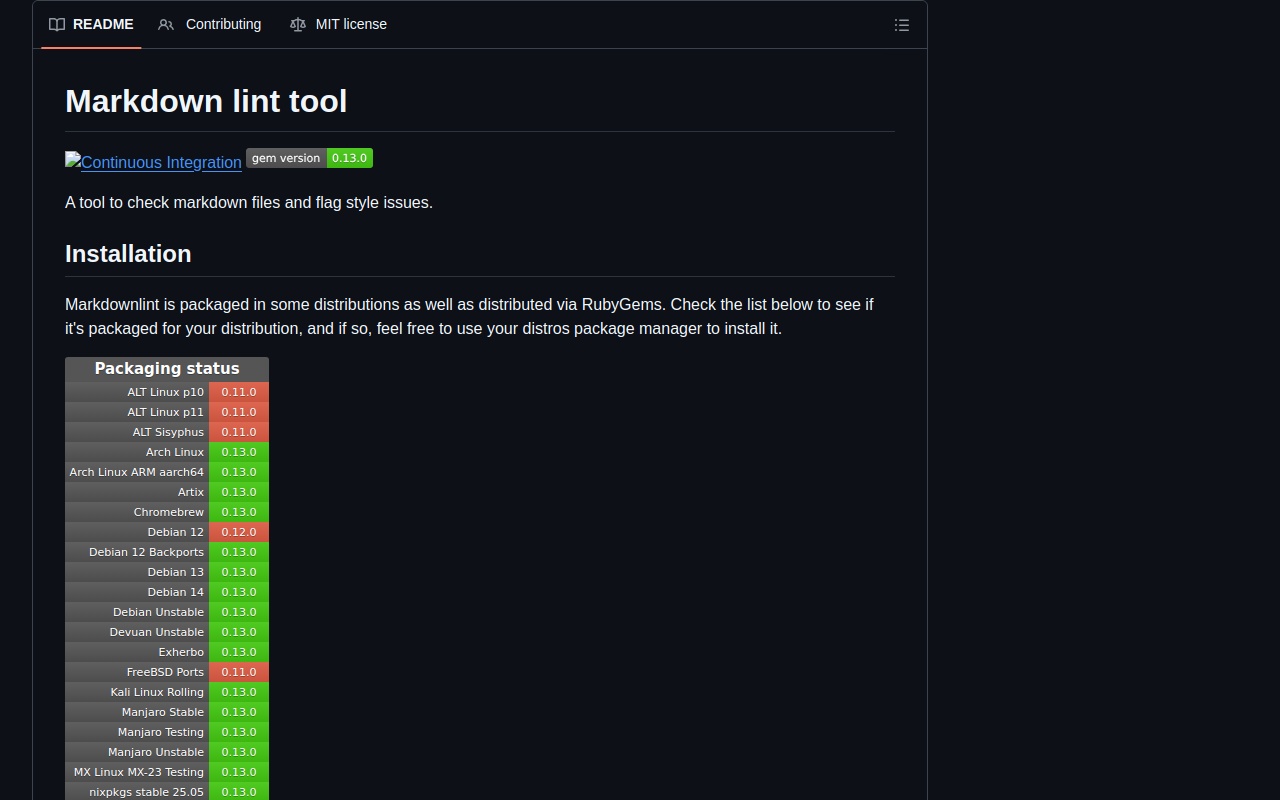 README
Contributing
MIT license
Markdown lint tool
Continuous Integration
gem version 0.13.0
A tool to check markdown files and flag style issues.
Installation
Markdownlint is packaged in some distributions as well as distributed via RubyGems. Check the list below to see if
it's packaged for your distribution, and if so, feel free to use your distros package manager to install it.
Packaging status
ALT Linux p10 0.11.0
ALT Linux p11 0.11.0
ALT Sisyphus 0.11.0
Arch Linux 0.13.0
Arch Linux ARM aarch64 0.13.0
Artix 0.13.0
Chromebrew 0.13.0
Debian 12 0.12.0
Debian 12 Backports 0.13.0
Debian 13 0.13.0
Debian 14 0.13.0
Debian Unstable 0.13.0
Devuan Unstable 0.13.0
Exherbo 0.13.0
FreeBSD Ports 0.11.0
Kali Linux Rolling 0.13.0
Manjaro Stable 0.13.0
Manjaro Testing 0.13.0
Manjaro Unstable 0.13.0
MX Linux MX-23 Testing 0.13.0
nixpkgs stable 25.05 0.13.0